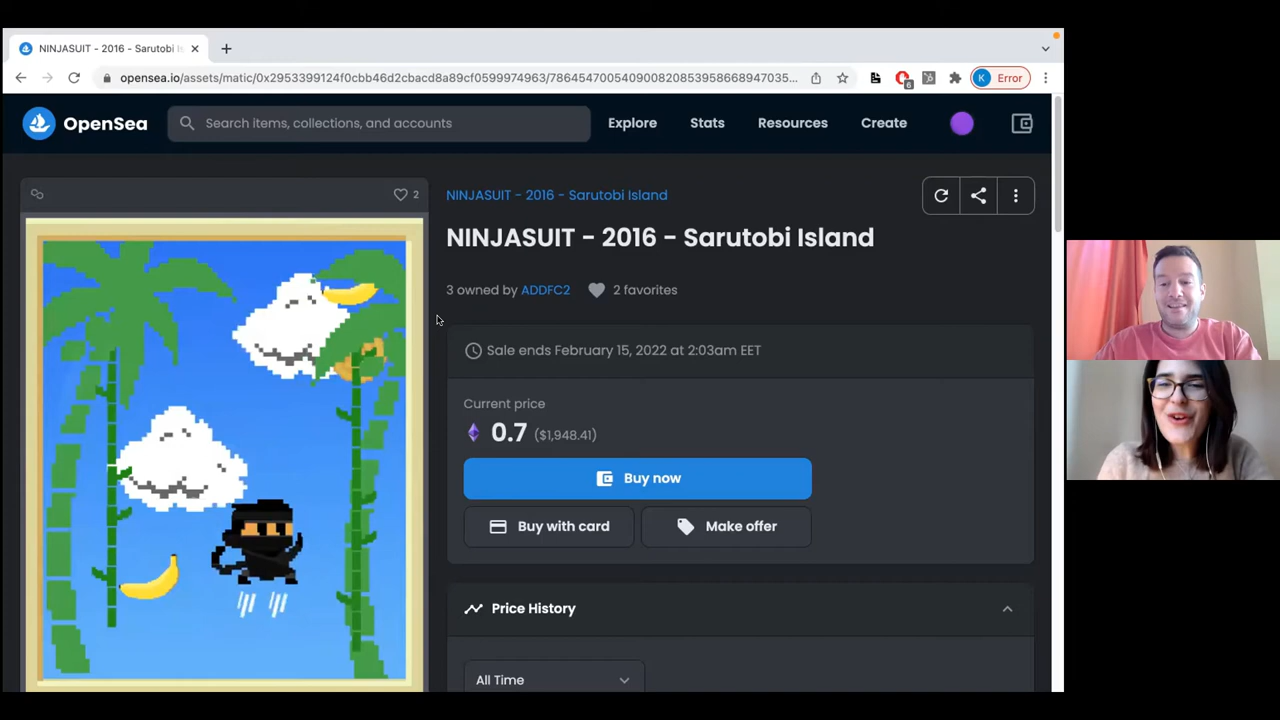 NINJASUIT - 2016 - Sarutobi Is
opensea.io/assets/matic/0x2953399124f0cbb46d2cbacd8a89cf0599974963/786454700540900820853958668947035...
6
K Error
OpenSea
Search items, collections, and accounts
Explore
Stats
Resources
Create
2
NINJASUIT - 2016 - Sarutobi Island
NINJASUIT - 2016 - Sarutobi Island
3 owned by ADDFC2
2 favorites
Sale ends February 15, 2022 at 2:03am EET
Current price
0.7 ($1,948.41)
Buy now
Buy with card
Make offer
Price History
All Time